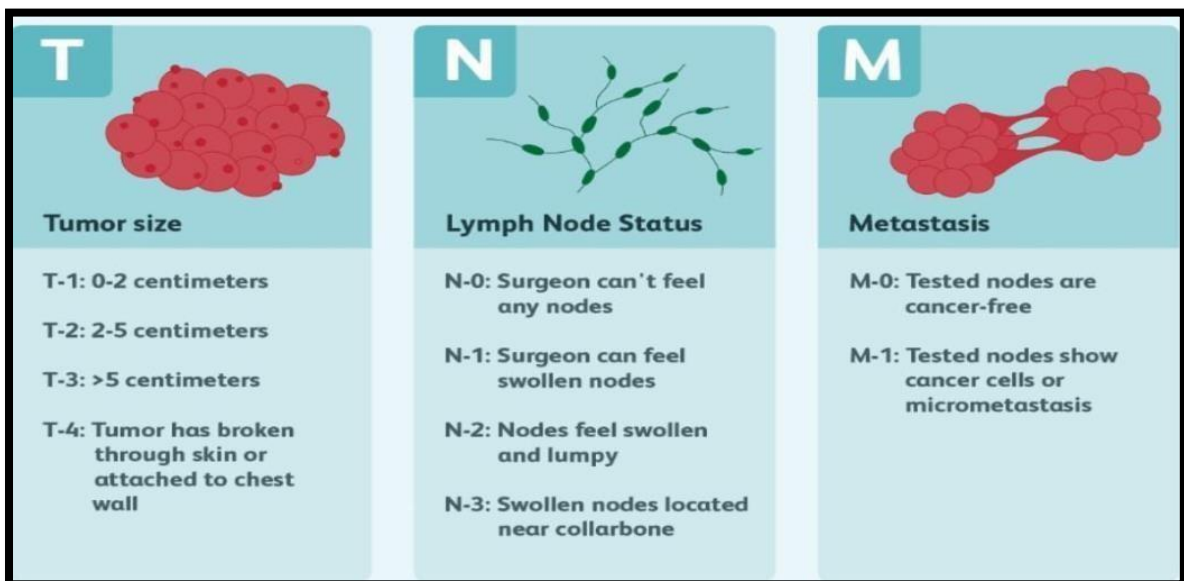 T
Tumor size
T-1: 0-2 centimeters
T-2: 2-5 centimeters
T-3: >5 centimeters
T-4: Tumor has broken
through skin or
attached to chest
wall
N
Lymph Node Status
N-0: Surgeon can't feel
any nodes
N-1: Surgeon can feel
swollen nodes
N-2: Nodes feel swollen
and lumpy
N-3: Swollen nodes located
near collarbone
M
Metastasis
M-0: Tested nodes are
cancer-free
M-1: Tested nodes show
cancer cells or
micrometastasis